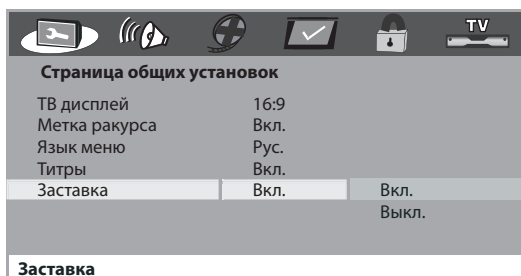 TV
Страница общих установок
ТВ дисплей 16:9
Метка ракурса Вкл.
Язык меню Рус.
Титры Вкл.
Заставка Вкл. Вкл.
Выкл.
Заставка